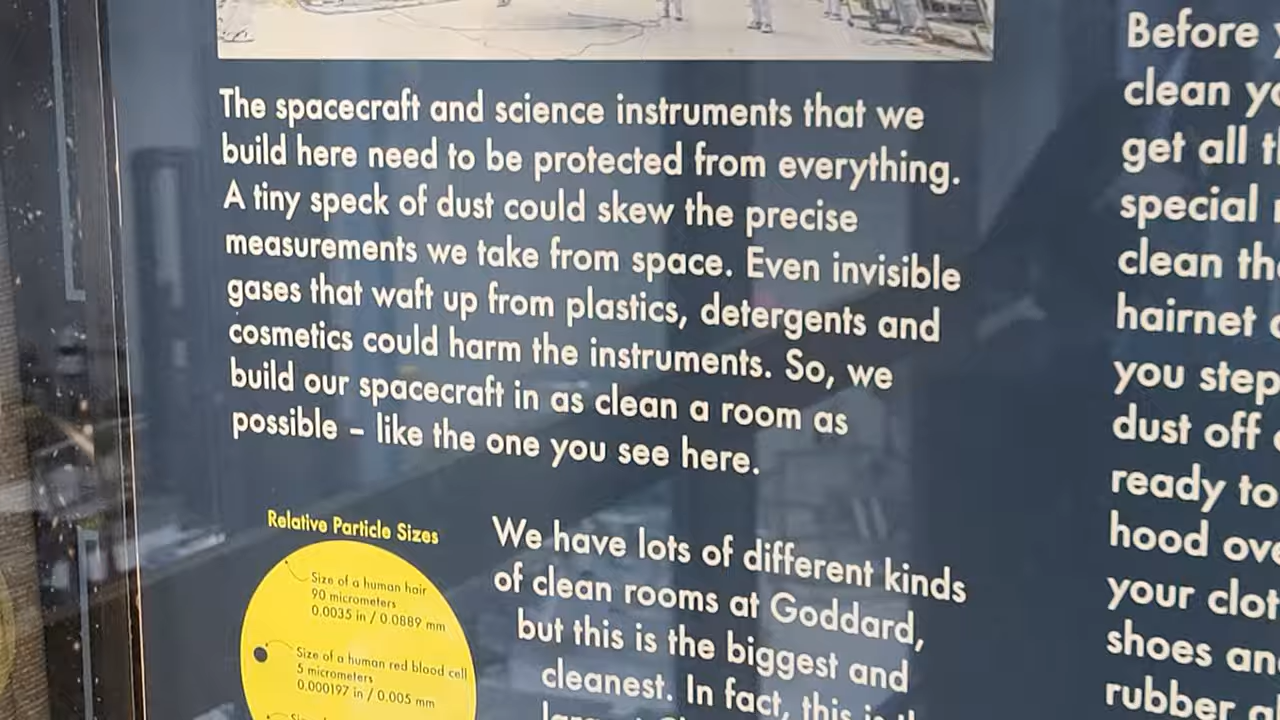 The spacecraft and science instruments that we
build here need to be protected from everything.
A tiny speck of dust could skew the precise
measurements we take from space. Even invisible
gases that waft up from plastics, detergents and
cosmetics could harm the instruments. So, we
build our spacecraft in as clean a room as
possible – like the one you see here.
Relative Particle Sizes
Size of a human hair
90 micrometers
0.0035 in / 0.0889 mm
Size of a human red blood cell
5 micrometers
0.000197 in / 0.005 mm
We have lots of different kinds
of clean rooms at Goddard,
but this is the biggest and
cleanest. In fact, this is
Before
clean
get all
special
clean
hairnet
you step
dust off
ready to
hood
your
shoes
rubber